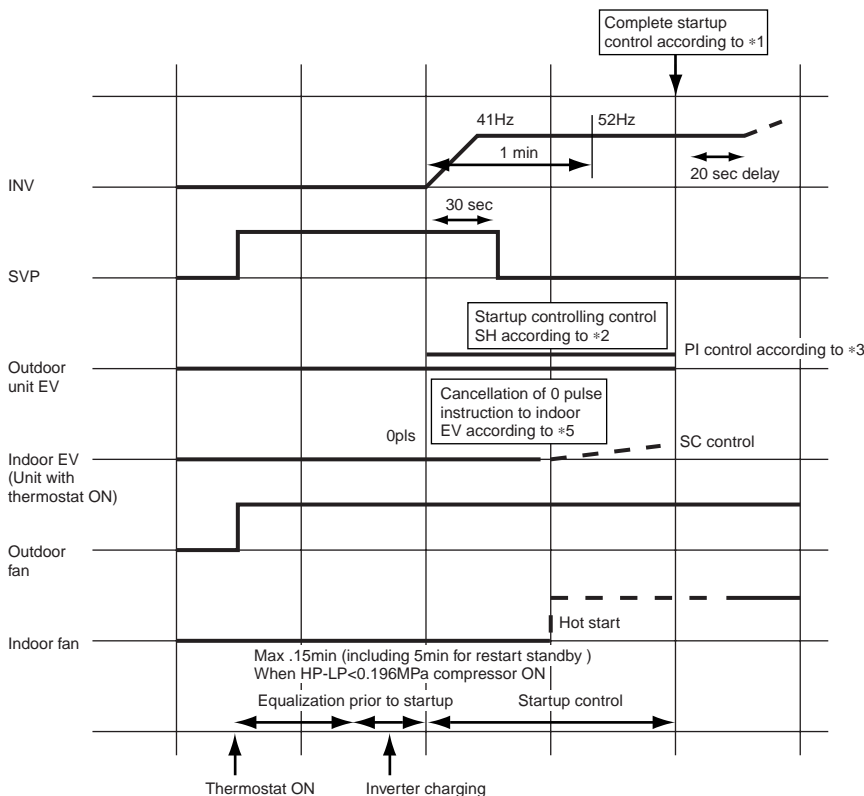 Complete startup
control according to *1
41Hz
52Hz
1 min
20 sec delay
INV
30 sec
SVP
Startup controlling control
SH according to *2
PI control according to *3
Outdoor
unit EV
Cancellation of 0 pulse
instruction to indoor
EV according to *5
0pls
SC control
Indoor EV
(Unit with
thermostat ON)
Outdoor
fan
Hot start
Indoor fan
Max .15min (including 5min for restart standby )
When HP-LP<0.196MPa compressor ON
Equalization prior to startup
Startup control
Thermostat ON
Inverter charging